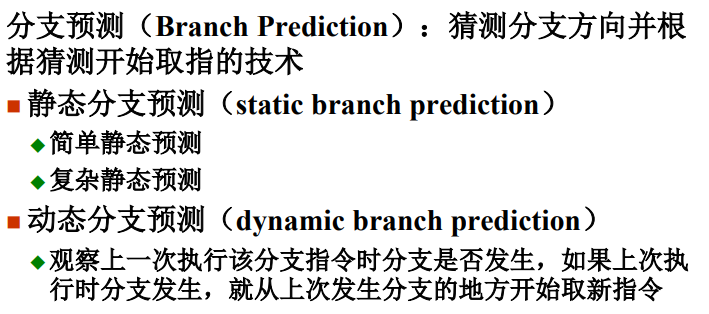 分支预测（Branch Prediction）：猜测分支方向并根
据猜测开始取指的技术
静态分支预测（static branch prediction）
简单静态预测
复杂静态预测
动态分支预测（dynamic branch prediction）
观察上一次执行该分支指令时分支是否发生，如果上次执
行时分支发生，就从上次发生分支的地方开始取新指令